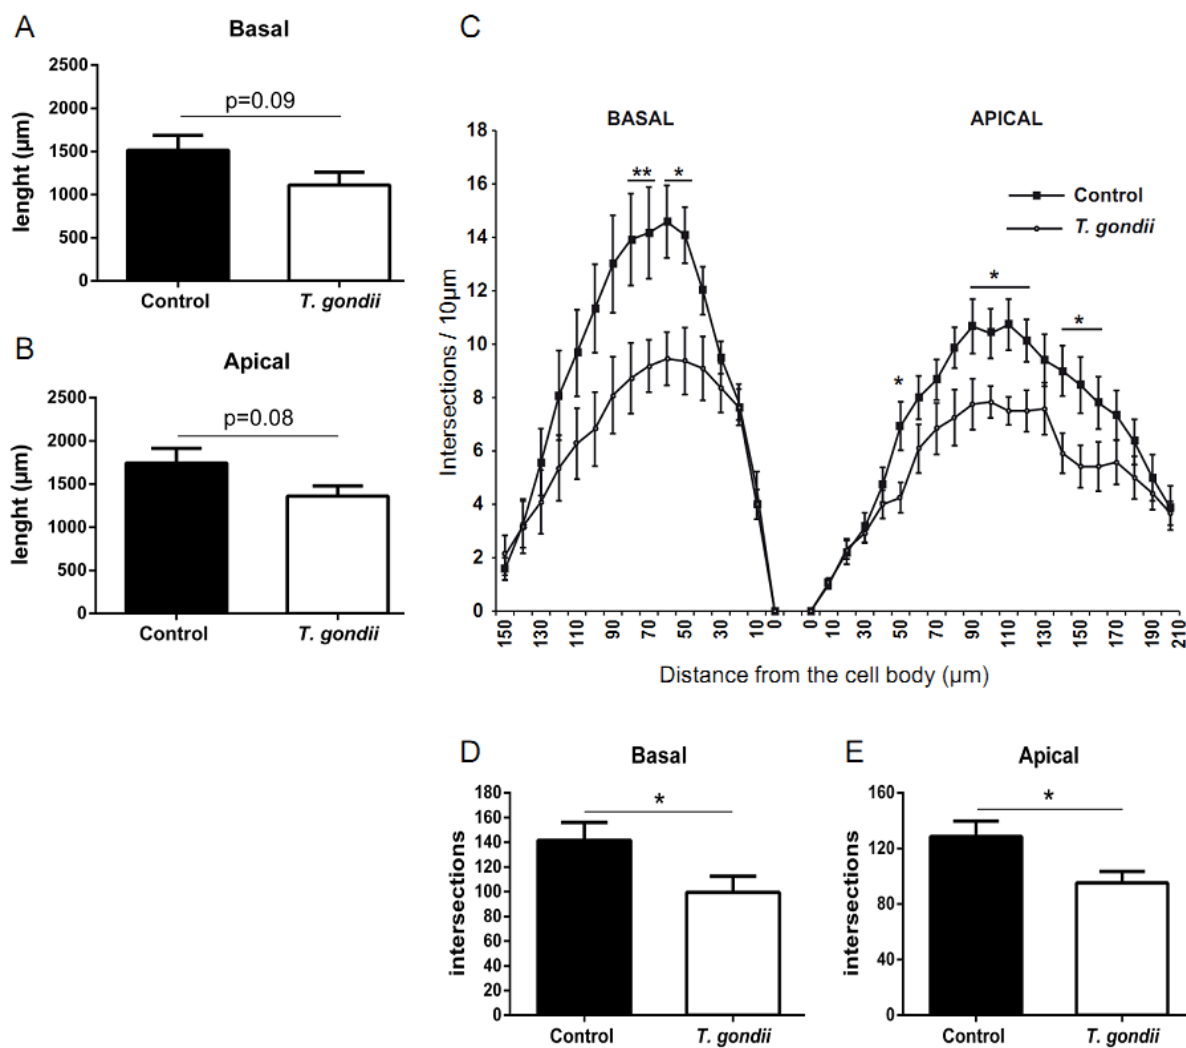 A
Basal
2500
2000
1500
1000
500
0
lenght (µm)
p=0.09
Control
T. gondii
B
Apical
2500
2000
1500
1000
500
0
lenght (µm)
p=0.08
Control
T. gondii
C
BASAL
APICAL
18
16
14
12
10
8
6
4
2
0
Intersections / 10µm
**
*
*
*
*
Control
T. gondii
150 130 110 90 70 50 30 10 0 0 10 30 50 70 90 110 130 150 170 190 210
Distance from the cell body (µm)
D
Basal
180
160
140
120
100
80
60
40
20
0
intersections
*
Control
T. gondii
E
Apical
160
120
80
40
0
intersections
*
Control
T. gondii